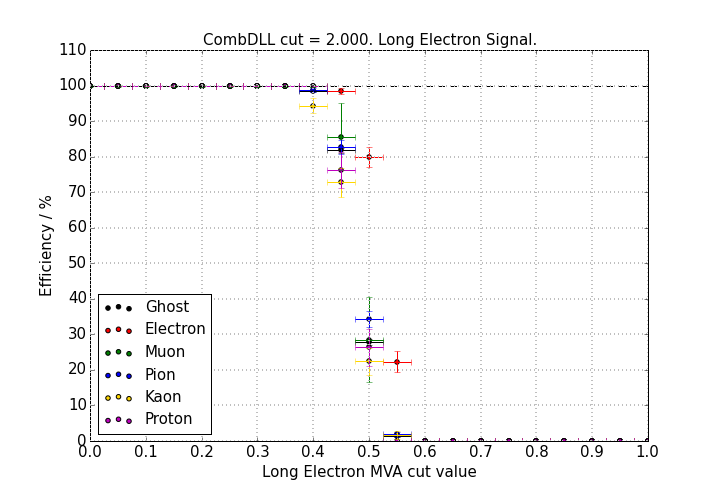 CombDLL cut = 2.000. Long Electron Signal.
110
100
90
80
70
60
50
40
30
20
10
0
Efficiency / %
Ghost
Electron
Muon
Pion
Kaon
Proton
0.0 0.1 0.2 0.3 0.4 0.5 0.6 0.7 0.8 0.9 1.0
Long Electron MVA cut value